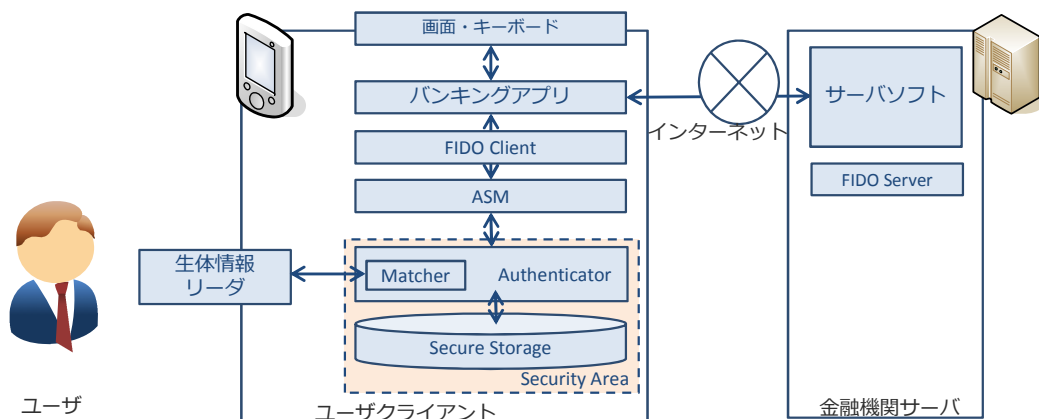 画面・キーボード
バンキングアプリ
サーバソフト
インターネット
FIDO Client
FIDO Server
ASM
生体情報
リーダ
Matcher
Authenticator
Secure Storage
Security Area
ユーザ
ユーザクライアント
金融機関サーバ